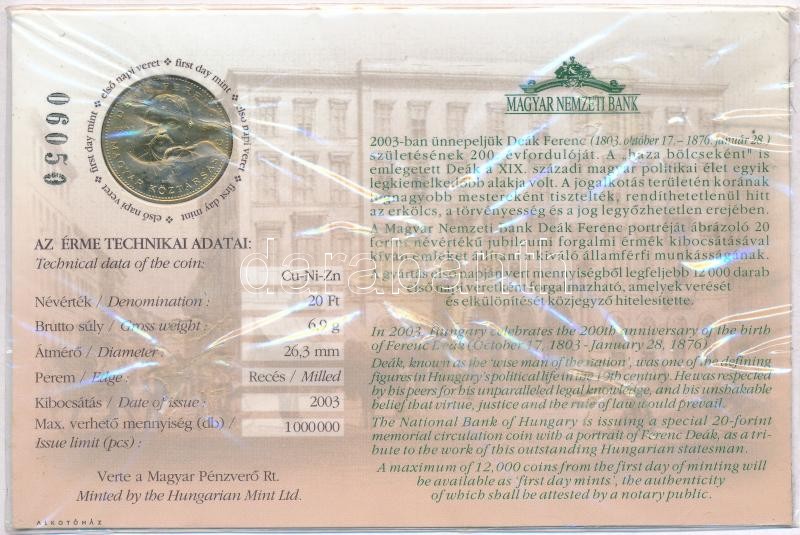 első napi veret ❖ first day mint ❖ első napi veret ❖ first day mint ❖ első napi veret ❖ first day mint
DEÁK FERENC
MAGYAR KÖZTÁRSASÁG
MAGYAR NEMZETI BANK
AZ ÉRME TECHNIKAI ADATAI:
Technical data of the coin:
Cu-Ni-Zn
Névérték / Denomination : 20 Ft
Brutto súly / Gross weight : 6,9 g
Átmérő / Diameter : 26,3 mm
Perem / Edge : Recés / Milled
Kibocsátás / Date of issue : 2003
Max. verhető mennyiség (db) /
Issue limit (pcs) : 1000000
Verte a Magyar Pénzverő Rt.
Minted by the Hungarian Mint Ltd.
ALKOTÓHÁZ
2003-ban ünnepeljük Deák Ferenc (1803. október 17. – 1876. január 28.)
születésének 200. évfordulóját. A „haza bölcseként" is
emlegetett Deák a XIX. századi magyar politikai élet egyik
legkiemelkedőbb alakja volt. A jogalkotás területén korának
legnagyobb mestereként tisztelték, rendíthetetlenül hitt
az erkölcs, a törvényesség és a jog legyőzhetetlen erejében.
A Magyar Nemzeti Bank Deák Ferenc portréját ábrázoló 20
forint névértékű jubileumi forgalmi érmék kibocsátásával
kíván emléket állítani a kiváló államférfi munkásságának.
A gyártás első napján vert mennyiségből legfeljebb 12 000 darab
első napi veretként forgalmazható, amelyek verését
és elkülönítését közjegyző hitelesítette.
In 2003, Hungary celebrates the 200th anniversary of the birth
of Ferenc Deák (October 17, 1803 - January 28, 1876).
Deák, known as the 'wise man of the nation', was one of the defining
figures in Hungary's political life in the 19th century. He was respected
by his peers for his unparalleled legal knowledge, and his unshakable
belief that virtue, justice and the rule of law would prevail.
The National Bank of Hungary is issuing a special 20-forint
memorial circulation coin with a portrait of Ferenc Deák, as a tri-
bute to the work of this outstanding Hungarian statesman.
A maximum of 12,000 coins from the first day of minting will
be available as 'first day mints', the authenticity
of which shall be attested by a notary public.
darabanth.com